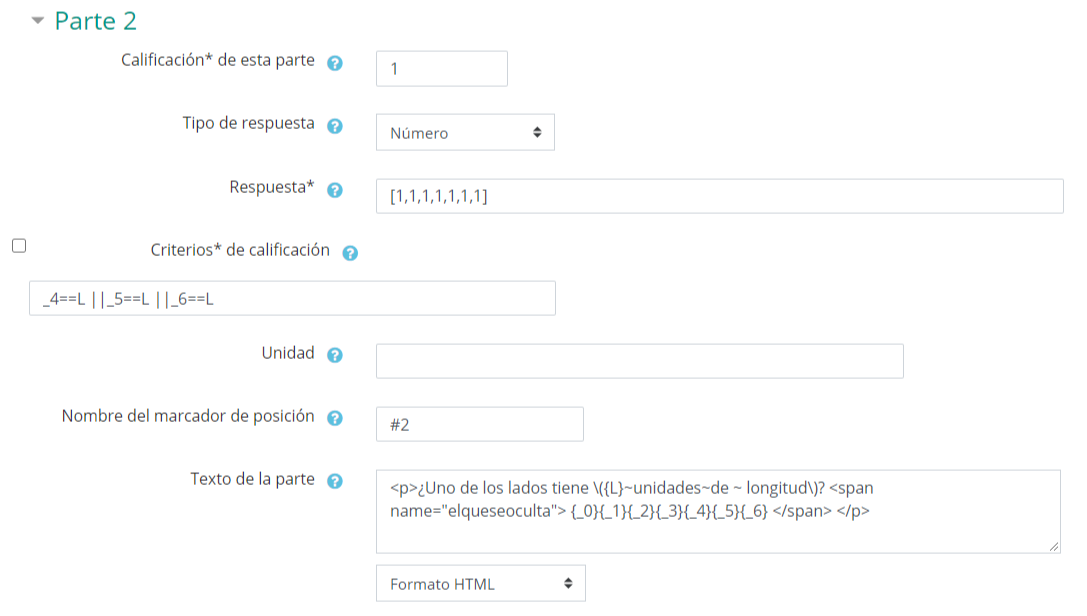 Parte 2
Calificación* de esta parte
1
Tipo de respuesta
Número
Respuesta*
[1,1,1,1,1,1,1]
Criterios* de calificación
_4==L ||_5==L ||_6==L
Unidad
Nombre del marcador de posición
#2
Texto de la parte
<p>¿Uno de los lados tiene \({L}~unidades~de ~ longitud\)? <span
name="elqueseoculta"> {_0}{_1}{_2}{_3}{_4}{_5}{_6} </span> </p>
Formato HTML